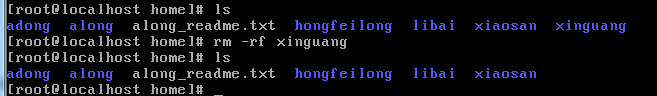 [root@localhost home]# ls
adong  along  along_readme.txt  hongfeilong  libai  xiaosan  xinguang
[root@localhost home]# rm -rf xinguang
[root@localhost home]# ls
adong  along  along_readme.txt  hongfeilong  libai  xiaosan
[root@localhost home]# _